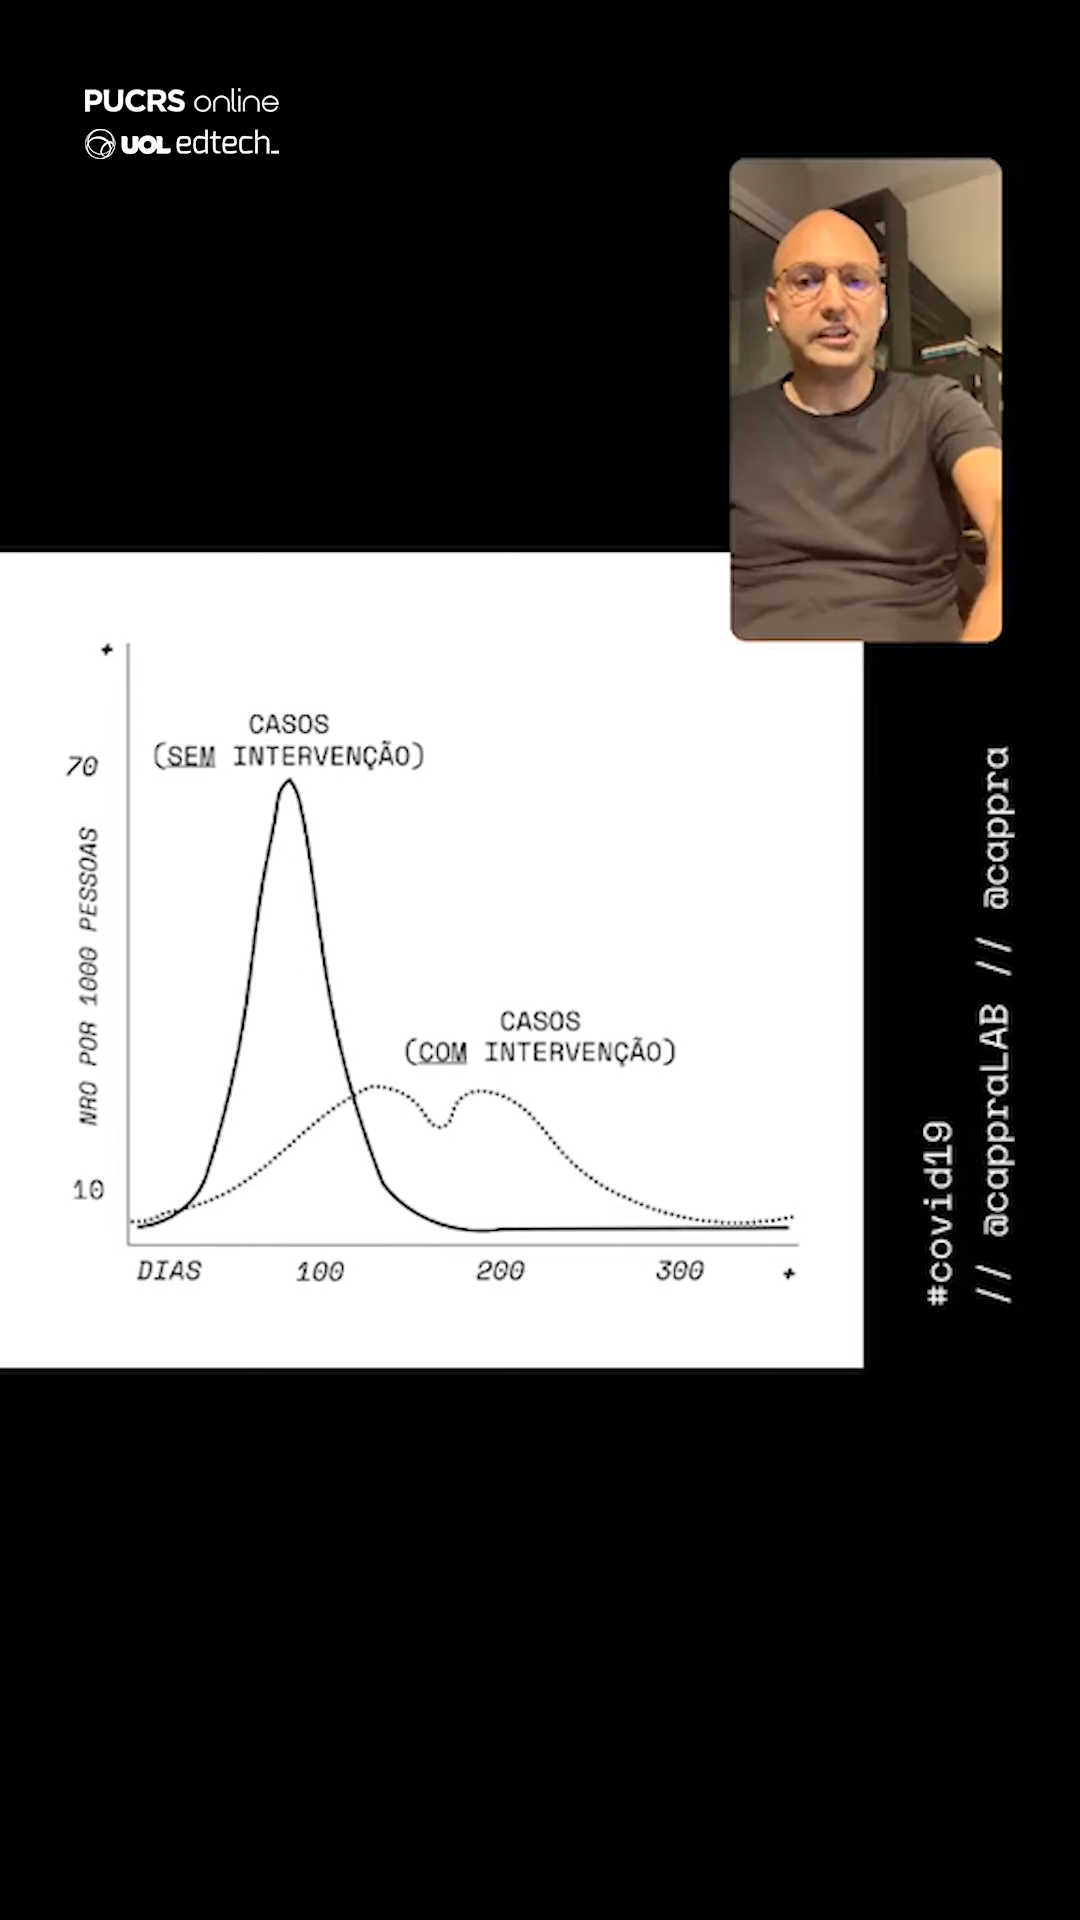 PUCRS online
UOL edtech_
+
CASOS
(SEM INTERVENÇÃO)
70
NRO POR 1000 PESSOAS
CASOS
(COM INTERVENÇÃO)
10
DIAS 100 200 300 +
#covid19
// @cappraLAB // @cappra